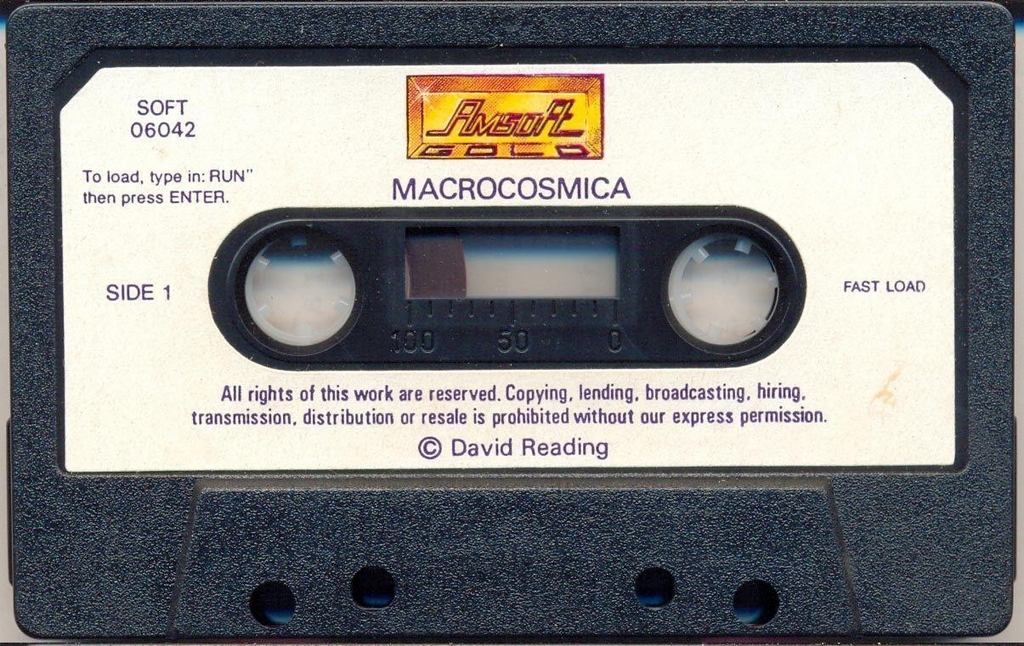 SOFT
06042
Amsoft
GOLD
To load, type in: RUN"
then press ENTER.
MACROCOSMICA
SIDE 1
FAST LOAD
100 50 0
All rights of this work are reserved. Copying, lending, broadcasting, hiring,
transmission, distribution or resale is prohibited without our express permission.
© David Reading